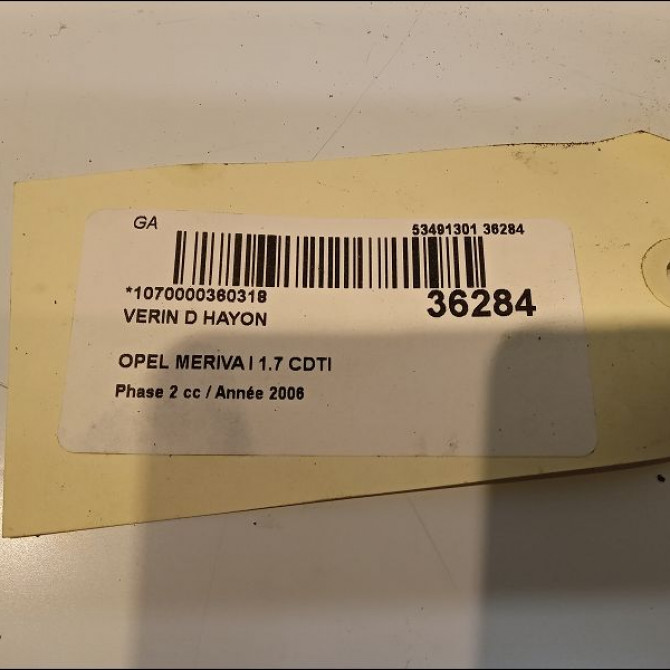 GA
53491301 36284
*1070000360318
36284
VERIN D HAYON
OPEL MERIVA I 1.7 CDTI
Phase 2 cc / Année 2006